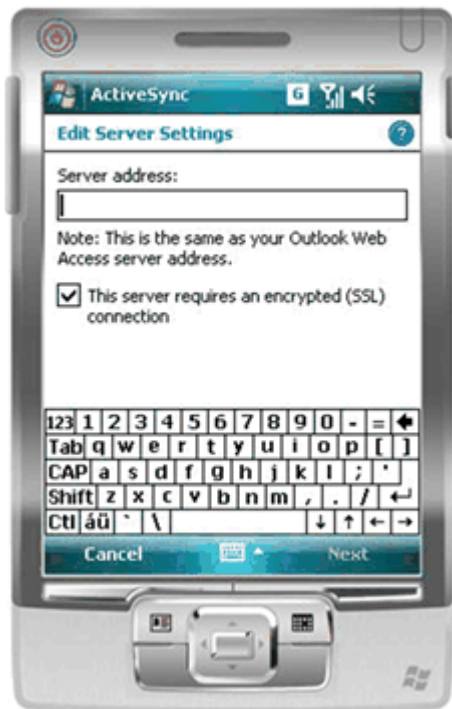 ActiveSync G
Edit Server Settings ?
Server address:
Note: This is the same as your Outlook Web
Access server address.
This server requires an encrypted (SSL)
connection
123 1 2 3 4 5 6 7 8 9 0 - =
Tab q w e r t y u i o p [ ]
CAP a s d f g h j k l ; '
Shift z x c v b n m , . /
Ctl áü ` \
Cancel Next